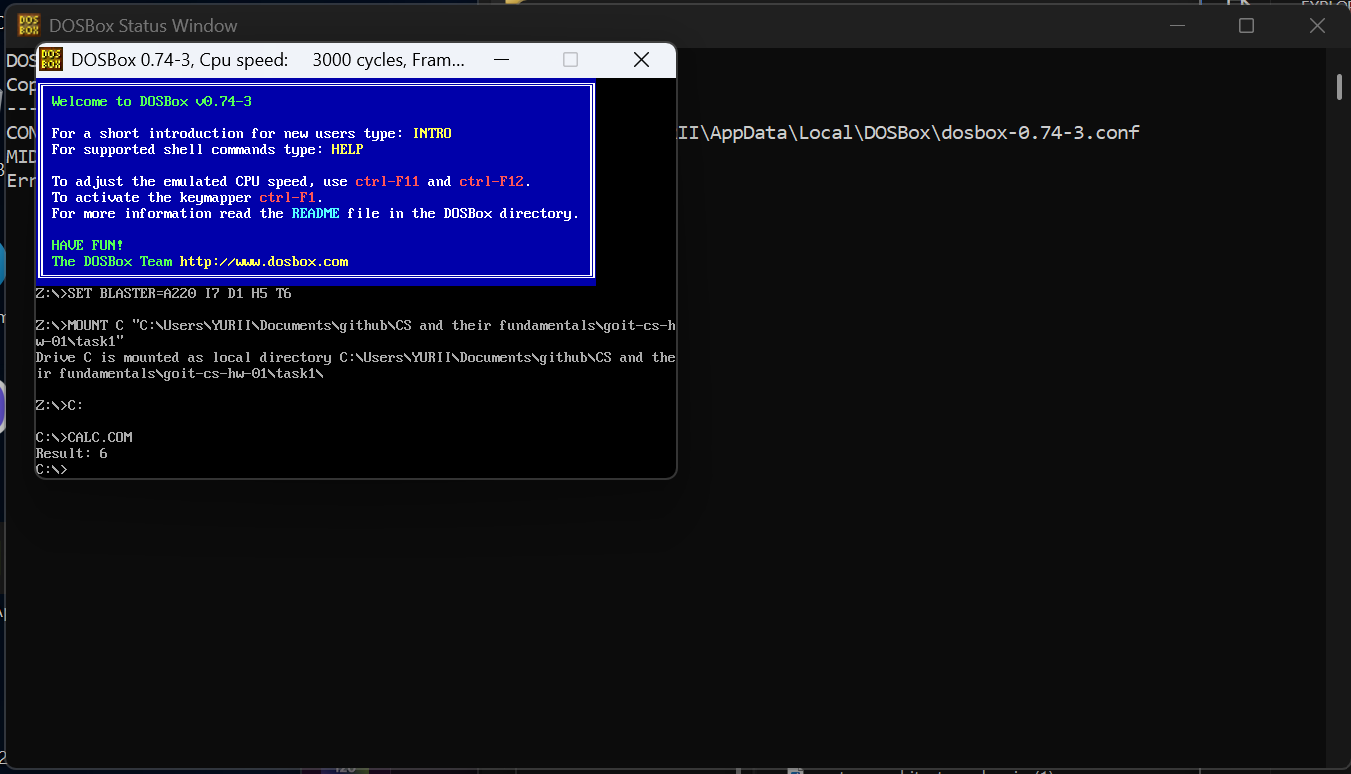 DOSBox Status Window
DOSBox 0.74-3, Cpu speed: 3000 cycles, Fram...
Welcome to DOSBox v0.74-3
For a short introduction for new users type: INTRO
For supported shell commands type: HELP
To adjust the emulated CPU speed, use ctrl-F11 and ctrl-F12.
To activate the keymapper ctrl-F1.
For more information read the README file in the DOSBox directory.
HAVE FUN!
The DOSBox Team http://www.dosbox.com
Z:\>SET BLASTER=A220 I7 D1 H5 T6
Z:\>MOUNT C "C:\Users\YURII\Documents\github\CS and their fundamentals\goit-cs-h
w-01\task1"
Drive C is mounted as local directory C:\Users\YURII\Documents\github\CS and the
ir fundamentals\goit-cs-hw-01\task1\
Z:\>C:
C:\>CALC.COM
Result: 6
C:\>
DOS
Cop
---
CON
II\AppData\Local\DOSBox\dosbox-0.74-3.conf
MID
Err